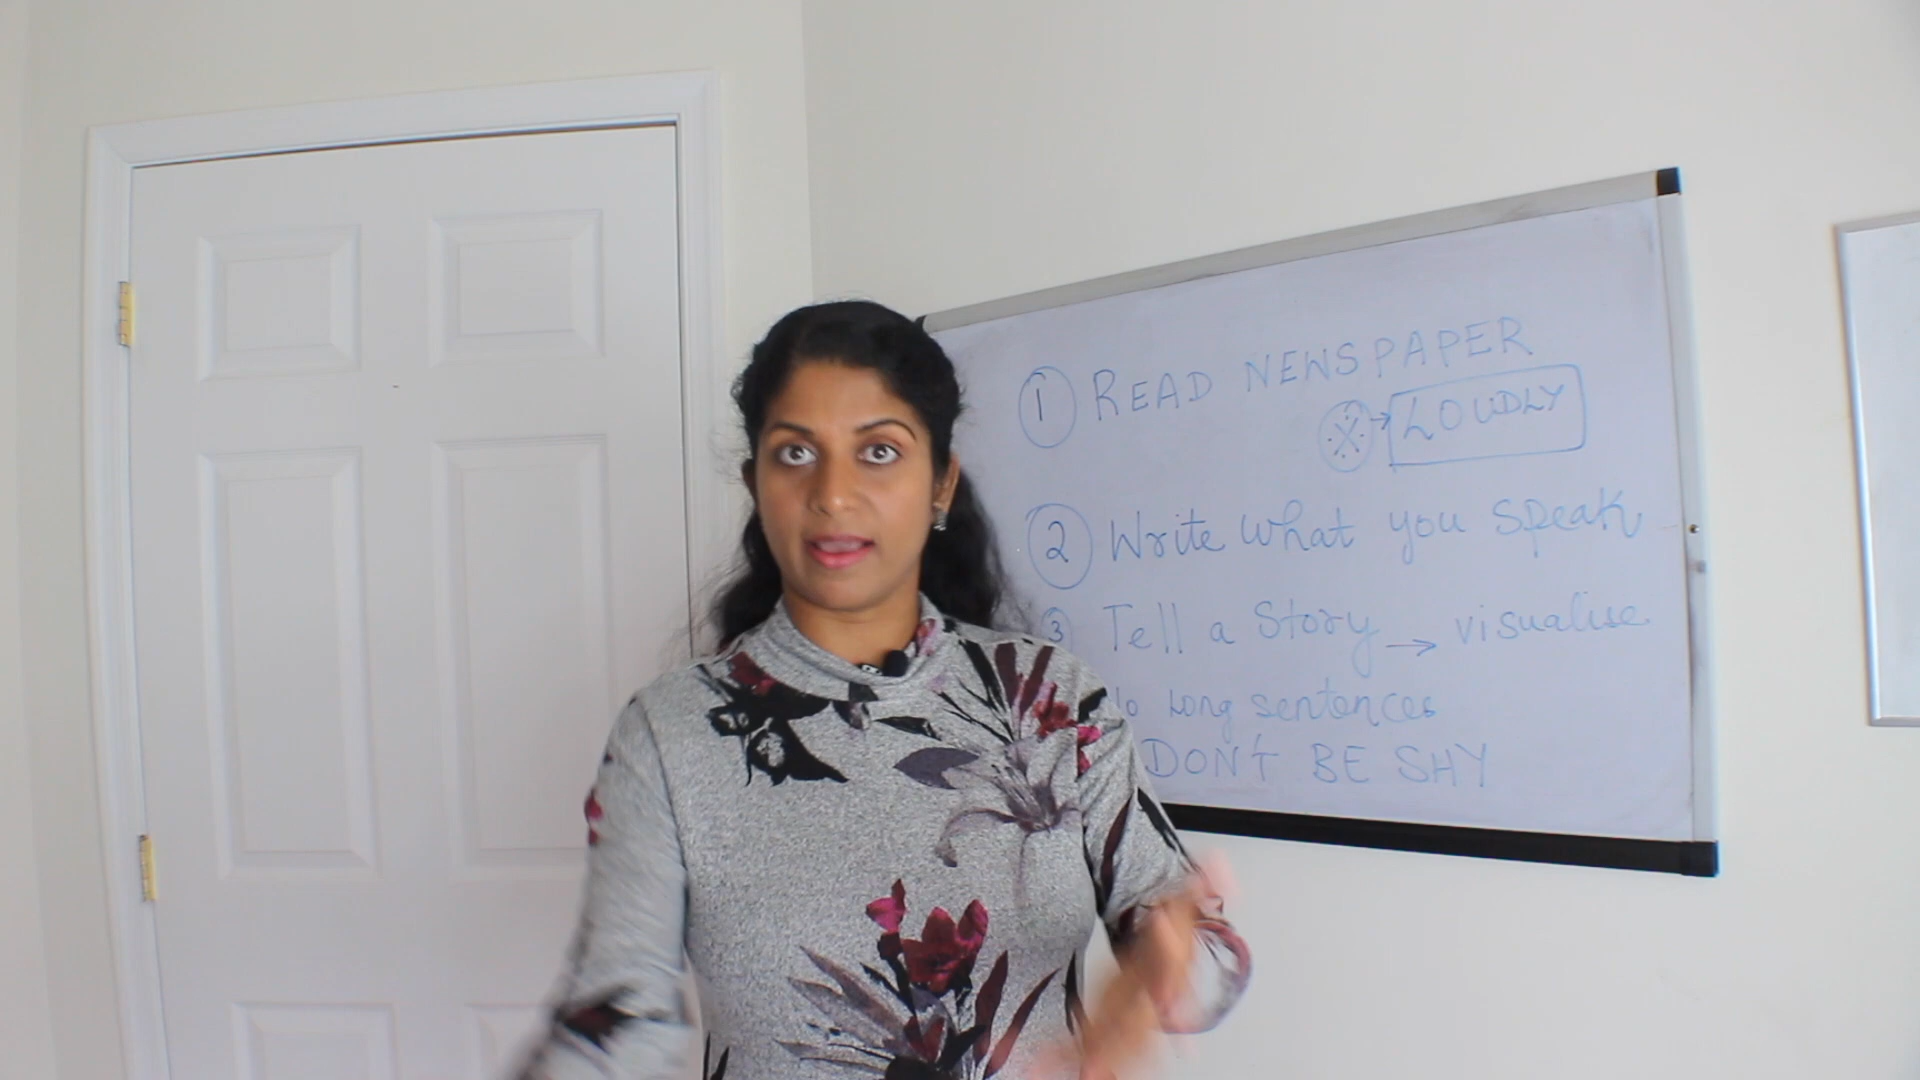 1 READ NEWSPAPER
X → LOUDLY
2 Write what you speak
3 Tell a Story → visualise
Long sentences
DON'T BE SHY